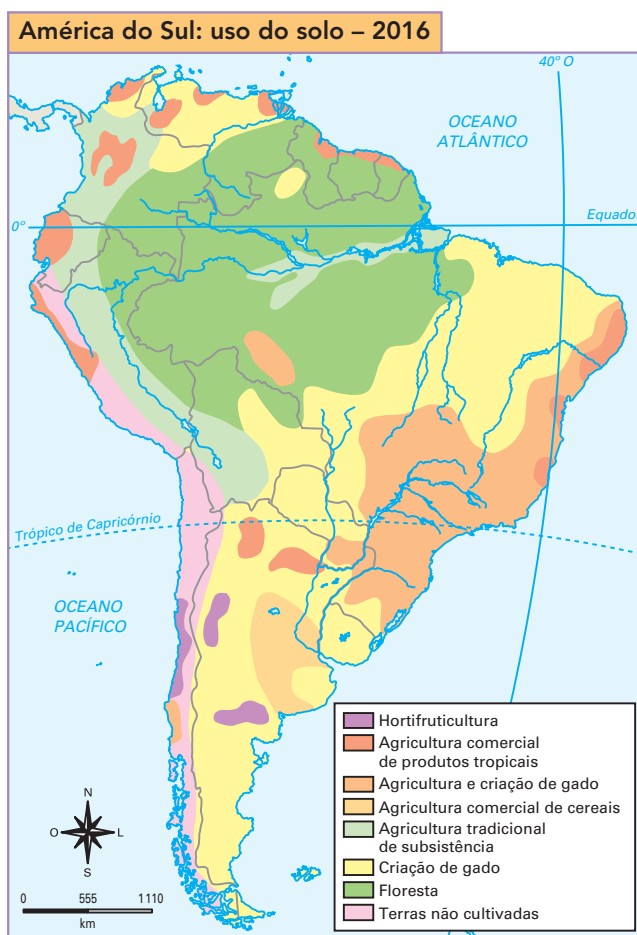 América do Sul: uso do solo – 2016
40° O
OCEANO
ATLÂNTICO
0°
Equador
Trópico de Capricórnio
OCEANO
PACÍFICO
Hortifruticultura
Agricultura comercial
de produtos tropicais
Agricultura e criação de gado
Agricultura comercial de cereais
Agricultura tradicional
de subsistência
Criação de gado
Floresta
Terras não cultivadas
N
O
L
S
0 555 1 110
km